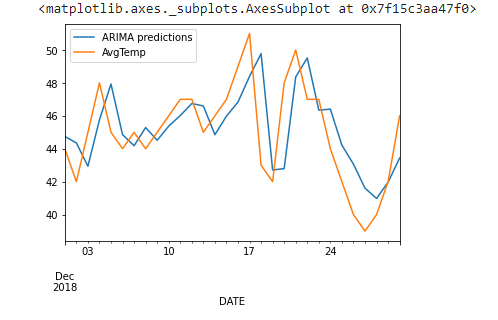 <matplotlib.axes._subplots.AxesSubplot at 0x7f15c3aa47f0>
ARIMA predictions
AvgTemp
50
48
46
44
42
40
03
10
17
24
Dec
2018
DATE